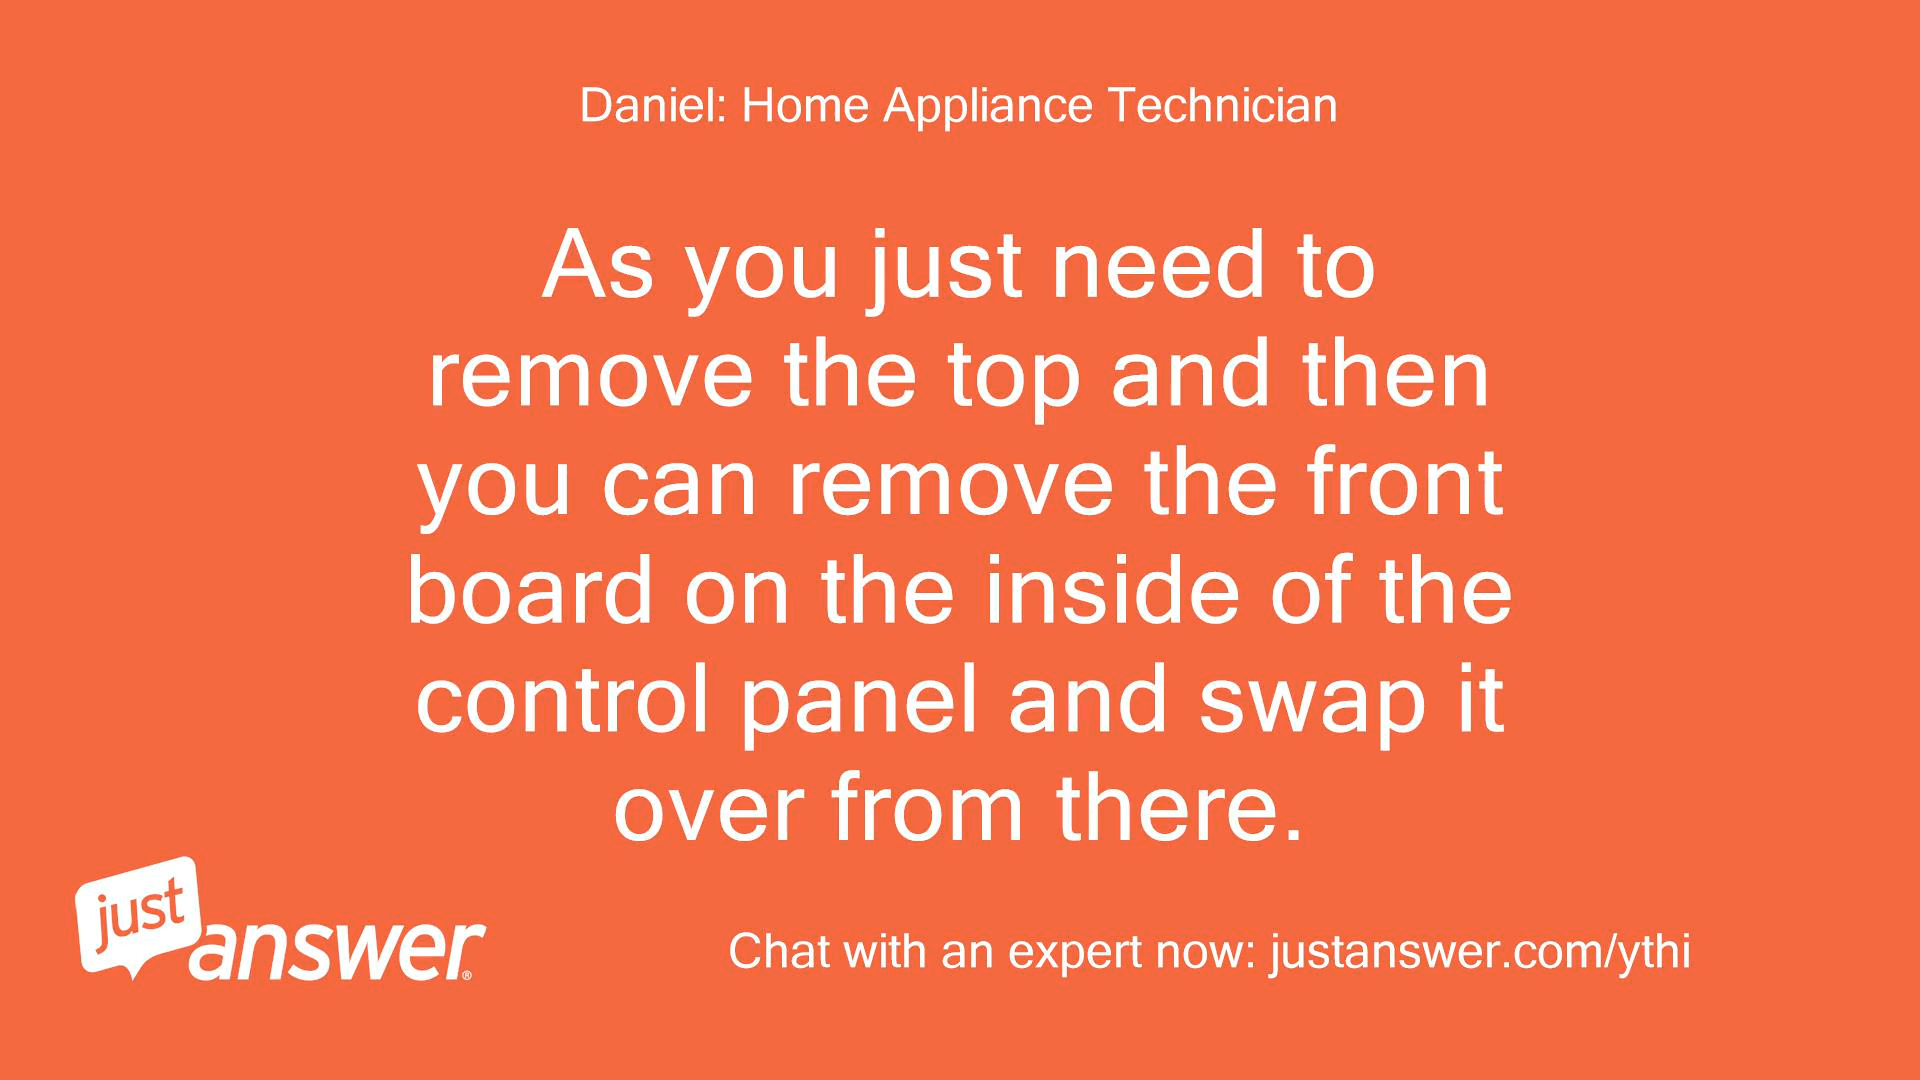 Daniel: Home Appliance Technician
As you just need to
remove the top and then
you can remove the front
board on the inside of the
control panel and swap it
over from there.
just
answer®
Chat with an expert now: justanswer.com/ythi